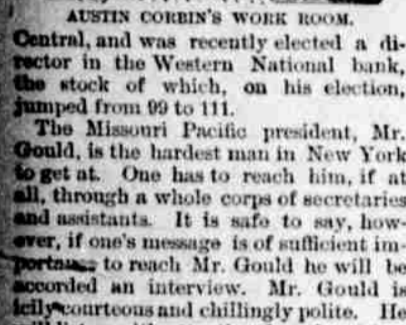 AUSTIN CORBIN'S WORK ROOM.
Central, and was recently elected a di-
rector in the Western National bank,
the stock of which, on his election,
jumped from 99 to 111.
The Missouri Pacific president, Mr.
Gould, is the hardest man in New York
to get at. One has to reach him, if at
all, through a whole corps of secretaries
and assistants. It is safe to say, how-
ever, if one's message is of sufficient im-
to reach Mr. Gould he will be
accorded an interview. Mr. Gould is
icily courteous and chillingly polite. He